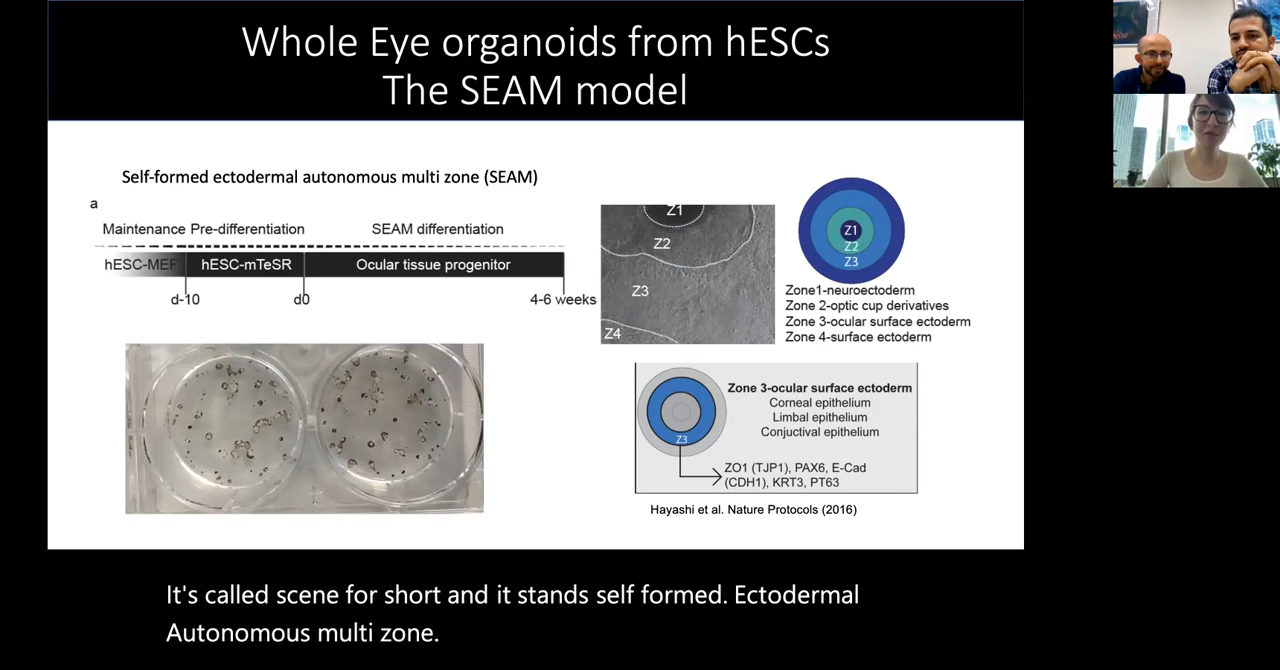 Whole Eye organoids from hESCs
The SEAM model
Self-formed ectodermal autonomous multi zone (SEAM)
a
Maintenance Pre-differentiation SEAM differentiation
hESC-MEF hESC-mTeSR Ocular tissue progenitor
d-10 d0 4-6 weeks
Z1
Z2
Z3
Z4
Z1
Z2
Z3
Zone1-neuroectoderm
Zone 2-optic cup derivatives
Zone 3-ocular surface ectoderm
Zone 4-surface ectoderm
Zone 3-ocular surface ectoderm
Corneal epithelium
Limbal epithelium
Conjuctival epithelium
Z3
ZO1 (TJP1), PAX6, E-Cad
(CDH1), KRT3, PT63
Hayashi et al. Nature Protocols (2016)
It's called scene for short and it stands self formed. Ectodermal
Autonomous multi zone.